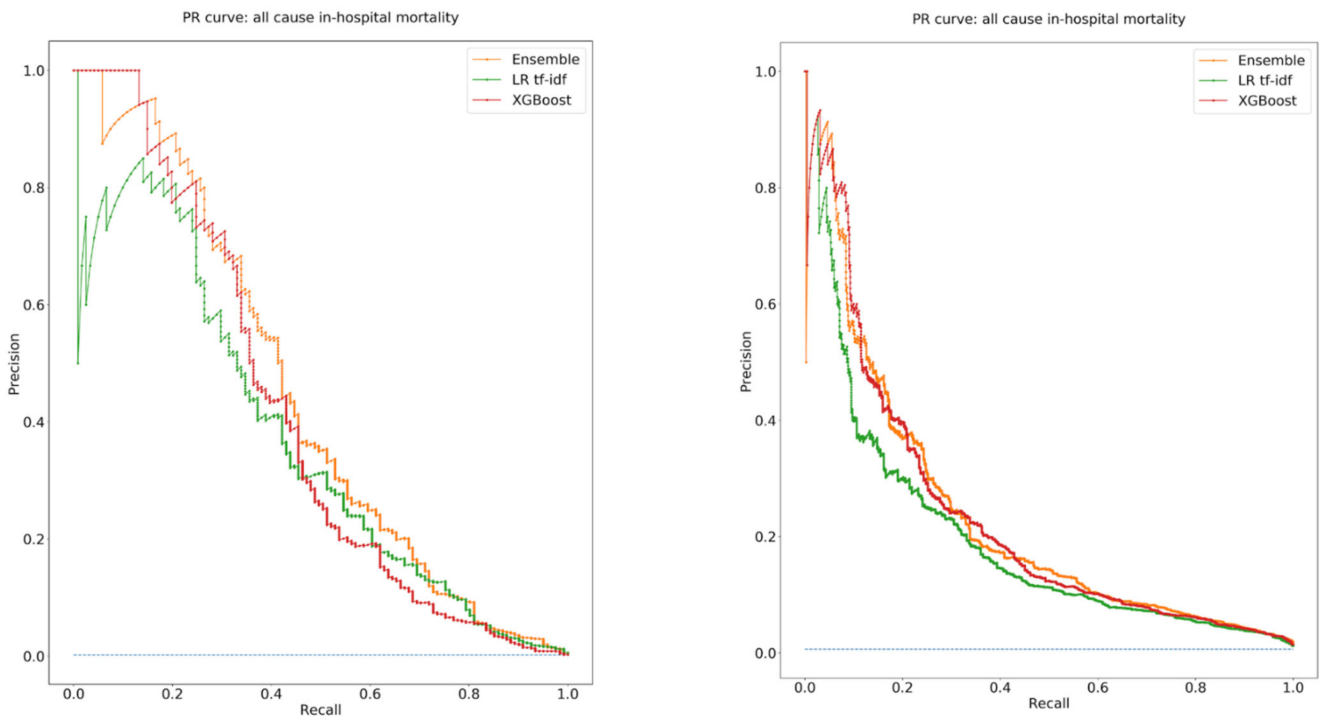 PR curve: all cause in-hospital mortality
Ensemble
LR tf-idf
XGBoost
1.0
0.8
0.6
0.4
0.2
0.0
Precision
0.0 0.2 0.4 0.6 0.8 1.0
Recall
PR curve: all cause in-hospital mortality
Ensemble
LR tf-idf
XGBoost
1.0
0.8
0.6
0.4
0.2
0.0
Precision
0.0 0.2 0.4 0.6 0.8 1.0
Recall